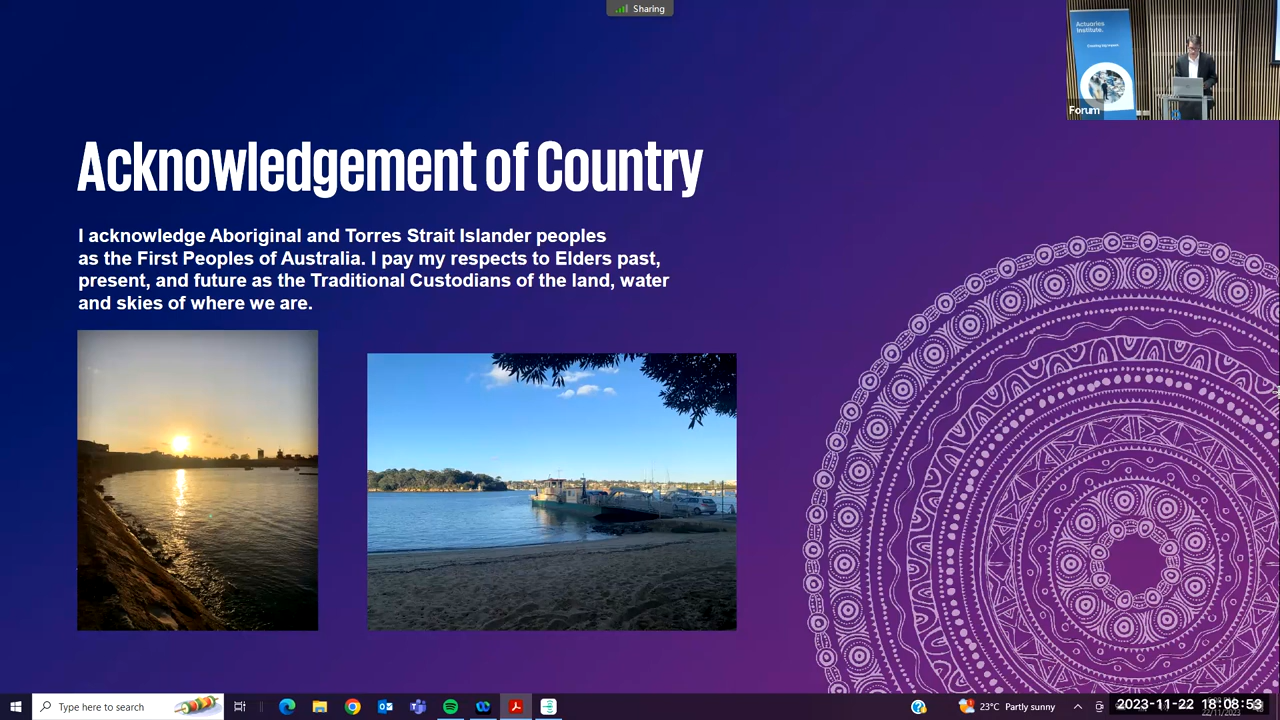 Sharing
Actuaries
Institute.
Forum
Acknowledgement of Country
I acknowledge Aboriginal and Torres Strait Islander peoples
as the First Peoples of Australia. I pay my respects to Elders past,
present, and future as the Traditional Custodians of the land, water
and skies of where we are.
Type here to search
23°C Partly sunny
2023-11-22 18:08:53